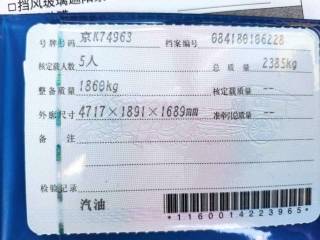 □挡风玻璃遮阳
号牌号码 京K74963 档案编号 084180186228
核定载人数 5人 总质量 2385kg
整备质量 1860kg 核定载质量 --
外廓尺寸 4717×1891×1689mm 准牵引总质量 --
备注
检验记录
汽油
*1160014223965*